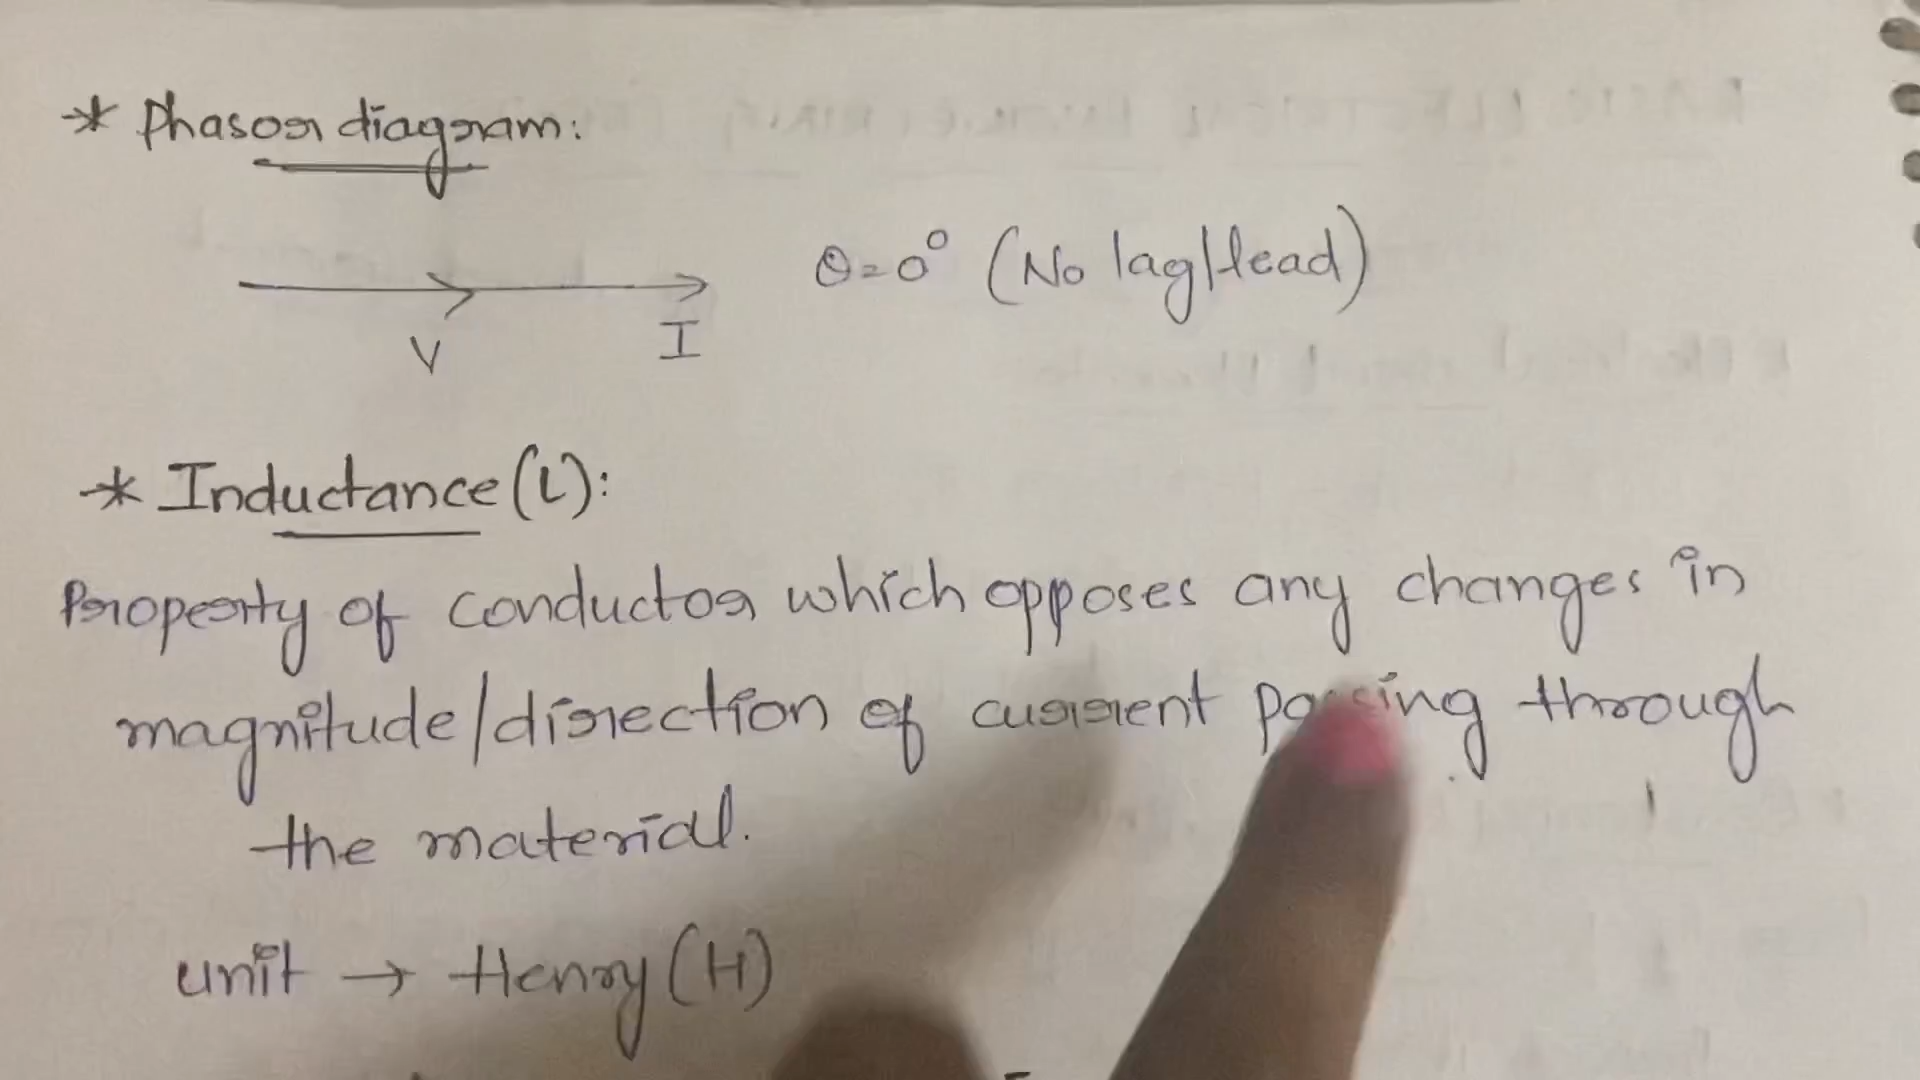 * Phasor diagram:
θ=0° (No lag/lead)
V I
* Inductance (L):
Property of conductor which opposes any changes in
magnitude/direction of current passing through
the material.
unit → Henry (H)